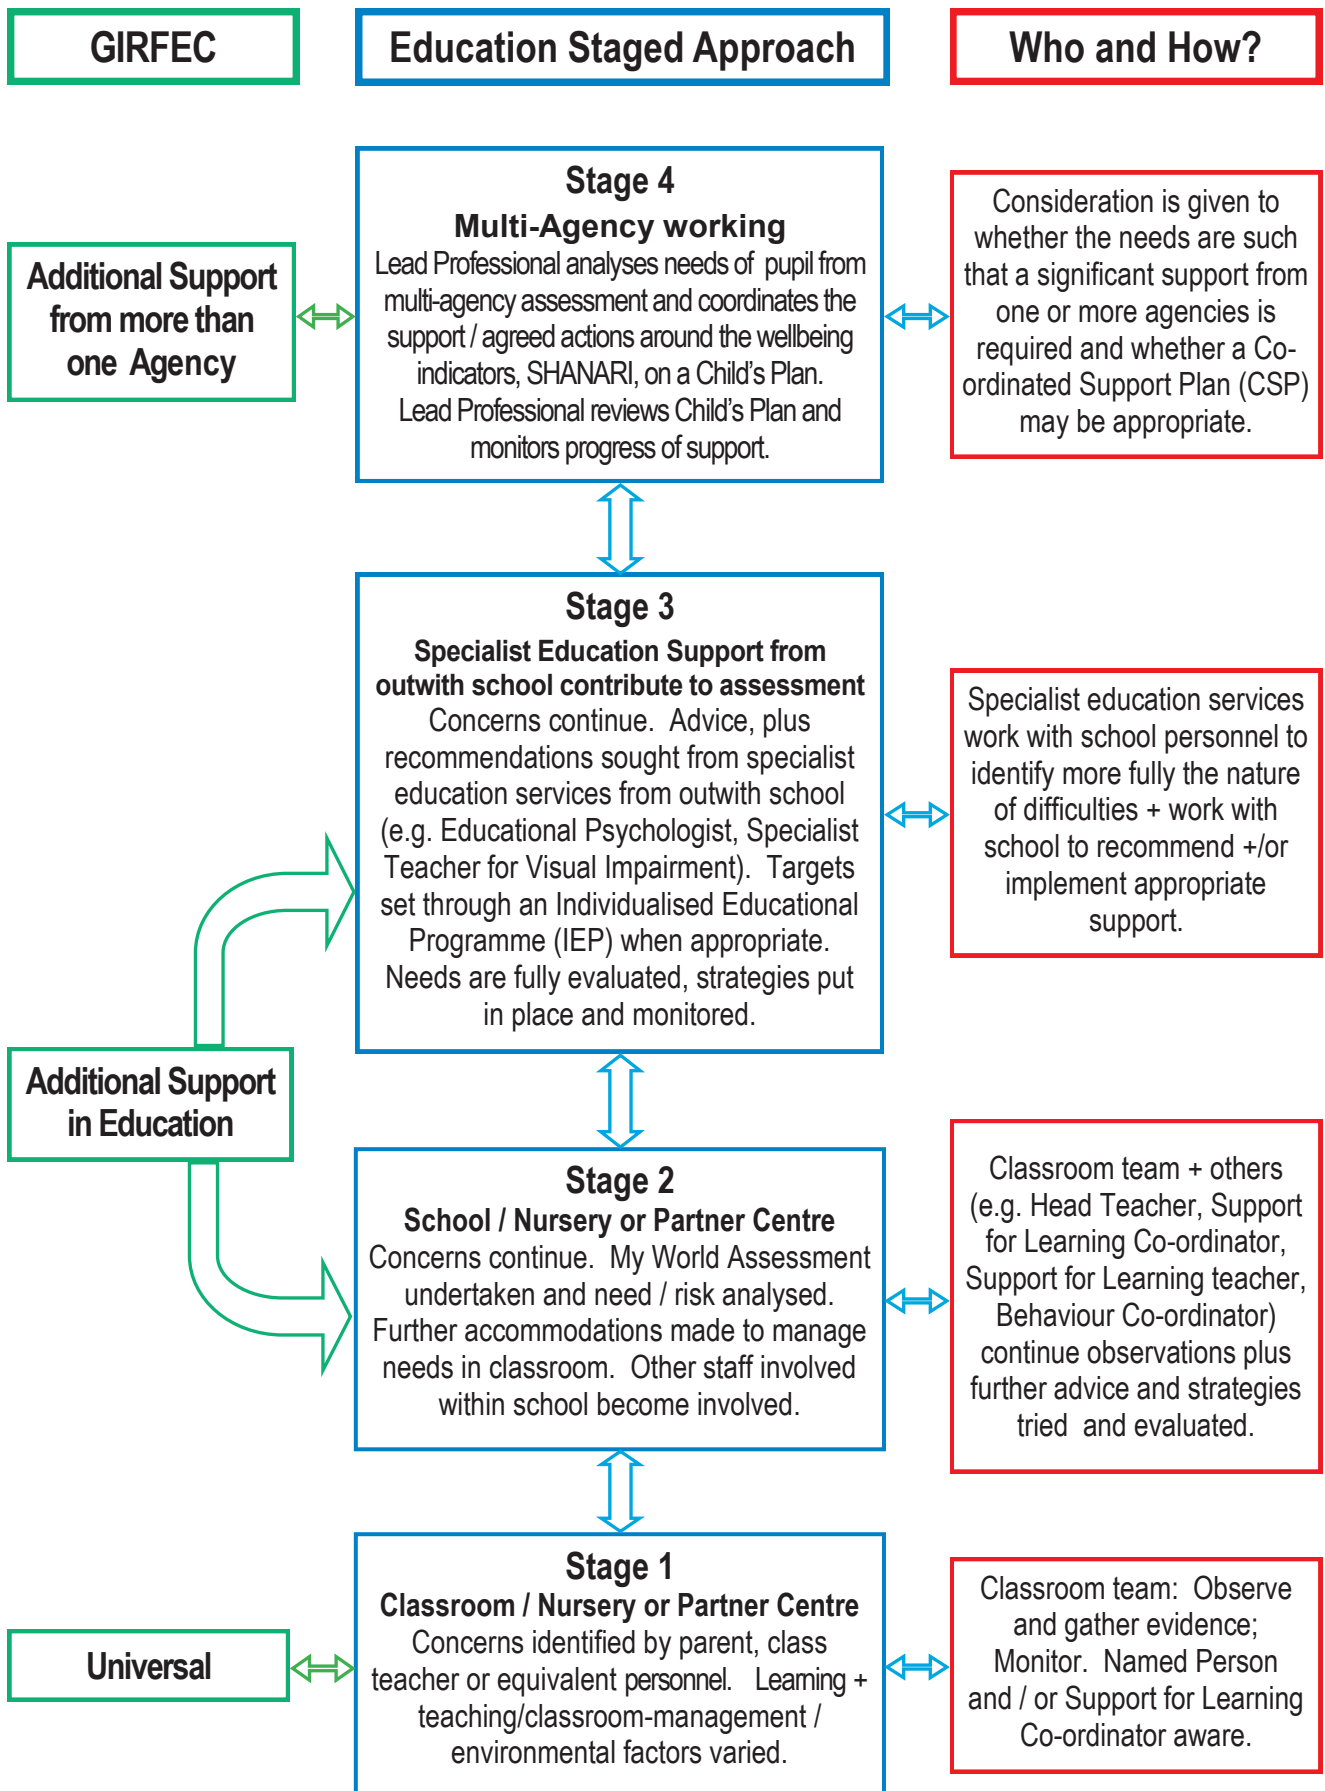 GIRFEC
Education Staged Approach
Who and How?
Additional Support
from more than
one Agency
Stage 4
Multi-Agency working
Lead Professional analyses needs of pupil from
multi-agency assessment and coordinates the
support / agreed actions around the wellbeing
indicators, SHANARI, on a Child’s Plan.
Lead Professional reviews Child’s Plan and
monitors progress of support.
Consideration is given to
whether the needs are such
that a significant support from
one or more agencies is
required and whether a Co-
ordinated Support Plan (CSP)
may be appropriate.
Stage 3
Specialist Education Support from
outwith school contribute to assessment
Concerns continue. Advice, plus
recommendations sought from specialist
education services from outwith school
(e.g. Educational Psychologist, Specialist
Teacher for Visual Impairment). Targets
set through an Individualised Educational
Programme (IEP) when appropriate.
Needs are fully evaluated, strategies put
in place and monitored.
Specialist education services
work with school personnel to
identify more fully the nature
of difficulties + work with
school to recommend +/or
implement appropriate
support.
Additional Support
in Education
Stage 2
School / Nursery or Partner Centre
Concerns continue. My World Assessment
undertaken and need / risk analysed.
Further accommodations made to manage
needs in classroom. Other staff involved
within school become involved.
Classroom team + others
(e.g. Head Teacher, Support
for Learning Co-ordinator,
Support for Learning teacher,
Behaviour Co-ordinator)
continue observations plus
further advice and strategies
tried and evaluated.
Universal
Stage 1
Classroom / Nursery or Partner Centre
Concerns identified by parent, class
teacher or equivalent personnel. Learning +
teaching/classroom-management /
environmental factors varied.
Classroom team: Observe
and gather evidence;
Monitor. Named Person
and / or Support for Learning
Co-ordinator aware.